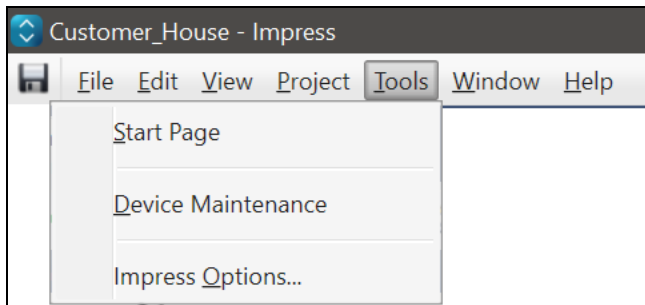 Customer_House - Impress
File Edit View Project Tools Window Help
Start Page
Device Maintenance
Impress Options...